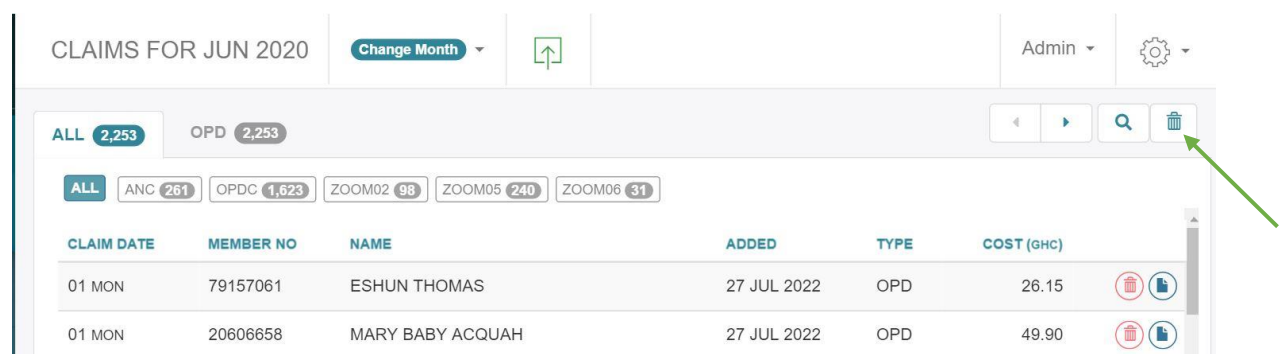 CLAIMS FOR JUN 2020 Change Month Admin
ALL 2,253 OPD 2,253
ALL ANC 261 OPDC 1,623 ZOOM02 98 ZOOM05 240 ZOOM06 31
CLAIM DATE MEMBER NO NAME ADDED TYPE COST (GHC)
01 MON 79157061 ESHUN THOMAS 27 JUL 2022 OPD 26.15
01 MON 20606658 MARY BABY ACQUAH 27 JUL 2022 OPD 49.90